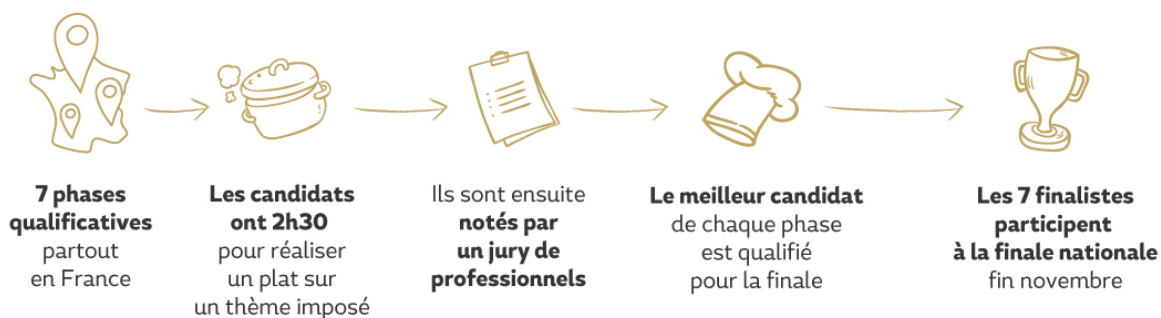 7 phases
qualificatives
partout
en France
Les candidats
ont 2h30
pour réaliser
un plat sur
un thème imposé
Ils sont ensuite
notés par
un jury de
professionnels
Le meilleur candidat
de chaque phase
est qualifié
pour la finale
Les 7 finalistes
participent
à la finale nationale
fin novembre